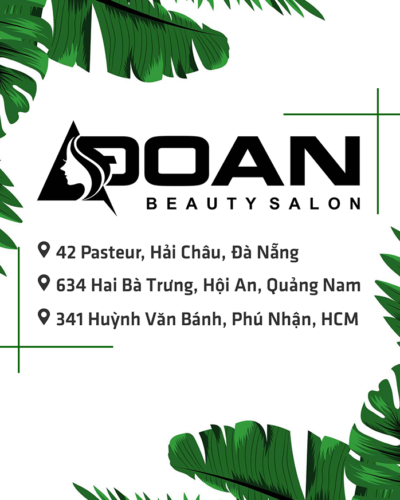 ĐOAN
BEAUTY SALON
42 Pasteur, Hải Châu, Đà Nẵng
634 Hai Bà Trưng, Hội An, Quảng Nam
341 Huỳnh Văn Bánh, Phú Nhận, HCM